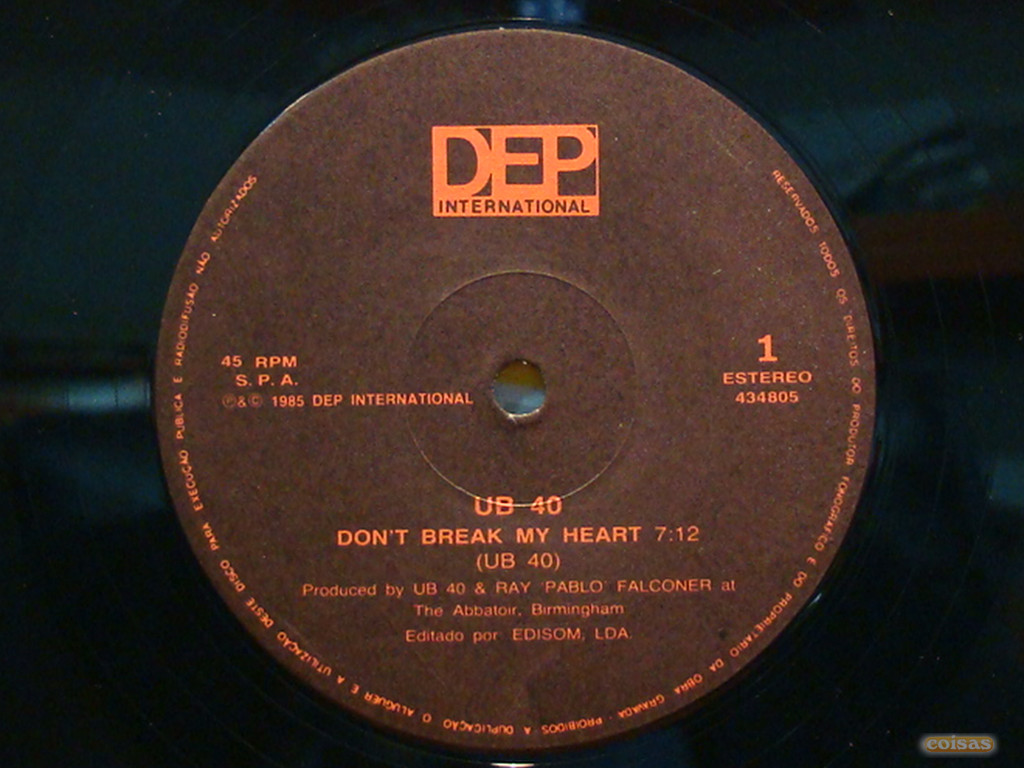 DEP
INTERNATIONAL
45 RPM
S. P. A.
℗&© 1985 DEP INTERNATIONAL
1
ESTEREO
434805
UB 40
DON'T BREAK MY HEART 7:12
(UB 40)
Produced by UB 40 & RAY 'PABLO' FALCONER at
The Abbatoir, Birmingham
Editado por EDISOM, LDA.
RESERVADOS TODOS OS DIREITOS DO PRODUTOR FONOGRÁFICO E DO PROPRIETÁRIO DA OBRA GRAVADA · PROIBIDOS A DUPLICAÇÃO O ALUGUER E A UTILIZAÇÃO DESTE DISCO PARA EXECUÇÃO PÚBLICA E RADIODIFUSÃO NÃO AUTORIZADOS
coisas